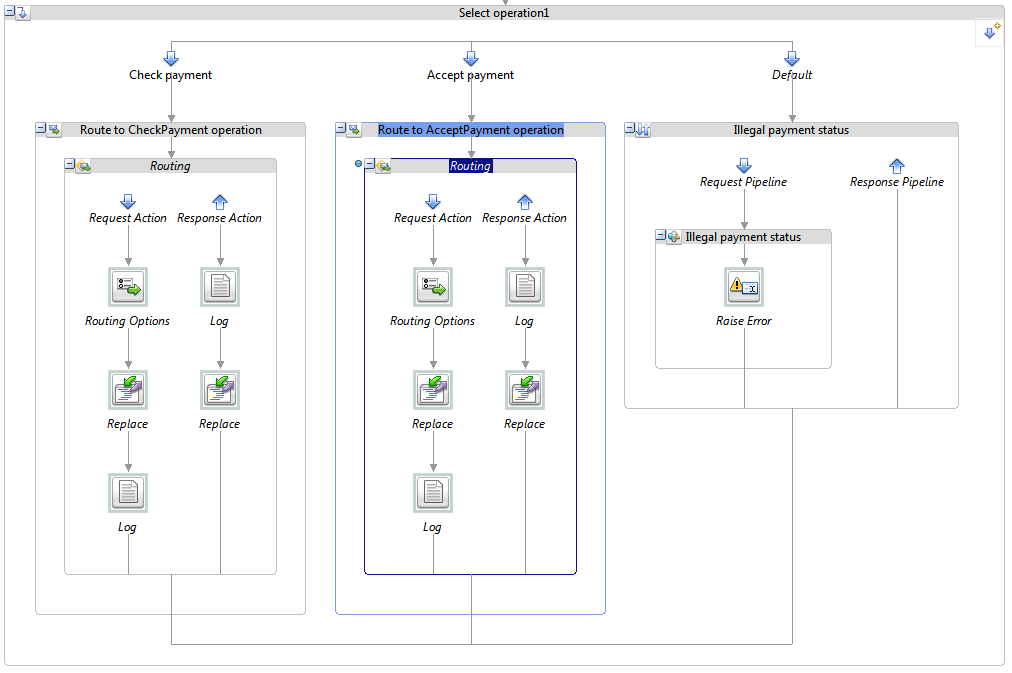 Select operation1
Check payment
Accept payment
Default
Route to CheckPayment operation
Route to AcceptPayment operation
Illegal payment status
Routing
Routing
Request Pipeline
Response Pipeline
Request Action
Response Action
Request Action
Response Action
Illegal payment status
Routing Options
Log
Routing Options
Log
Raise Error
Replace
Replace
Replace
Replace
Log
Log